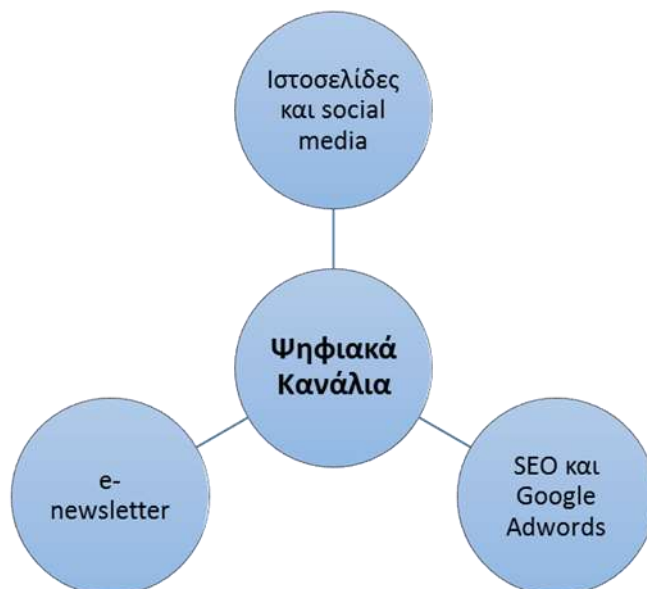 Ιστοσελίδες
και social
media
Ψηφιακά
Κανάλια
e-
newsletter
SEO και
Google
Adwords